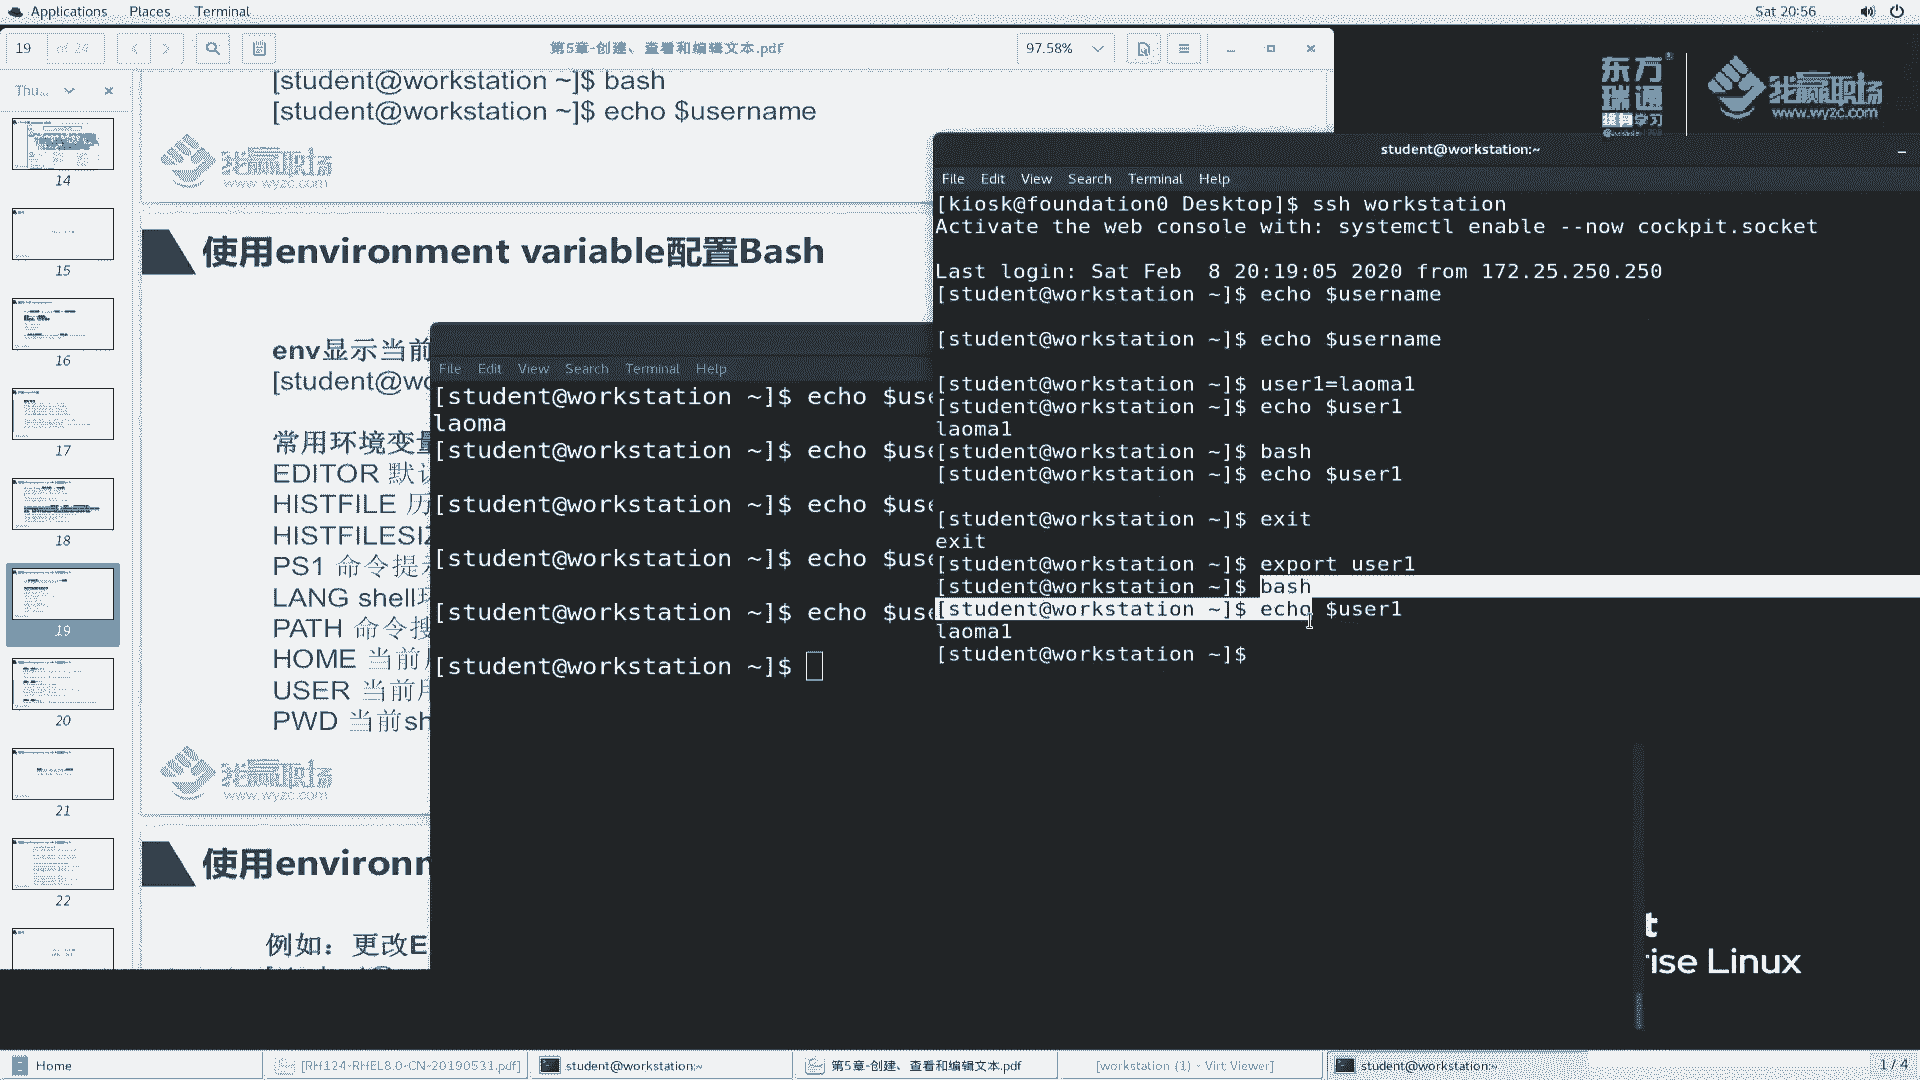 Applications Places Terminal Sat 20:56
19 of 24 第5章-创建、查看和编辑文本.pdf 97.58%
Thu...
14
15
16
17
18
19
20
21
22
[student@workstation ~]$ bash
[student@workstation ~]$ echo $username
我赢职场
www.wyzc.com
使用environment variable配置Bash
env显示当前
[student@wo
常用环境变量
EDITOR 默认
HISTFILE 历
HISTFILESIZ
PS1 命令提示
LANG shell环
PATH 命令搜
HOME 当前用
USER 当前用
PWD 当前sh
我赢职场
www.wyzc.com
使用environm
例如：更改E
File Edit View Search Terminal Help
[student@workstation ~]$ echo $use
laoma
[student@workstation ~]$ echo $use
[student@workstation ~]$ echo $use
[student@workstation ~]$ echo $use
[student@workstation ~]$ echo $use
[student@workstation ~]$
东方
瑞通
终身学习
我赢职场
www.wyzc.com
student@workstation:~
File Edit View Search Terminal Help
[kiosk@foundation0 Desktop]$ ssh workstation
Activate the web console with: systemctl enable --now cockpit.socket
Last login: Sat Feb  8 20:19:05 2020 from 172.25.250.250
[student@workstation ~]$ echo $username
[student@workstation ~]$ echo $username
[student@workstation ~]$ user1=laoma1
[student@workstation ~]$ echo $user1
laoma1
[student@workstation ~]$ bash
[student@workstation ~]$ echo $user1
[student@workstation ~]$ exit
exit
[student@workstation ~]$ export user1
[student@workstation ~]$ bash
[student@workstation ~]$ echo $user1
laoma1
[student@workstation ~]$
t
rise Linux
Home [RH124-RHEL8.0-CN-20190531.pdf] student@workstation:~ 第5章-创建、查看和编辑文本.pdf [workstation (1) - Virt Viewer] student@workstation:~ 1 / 4